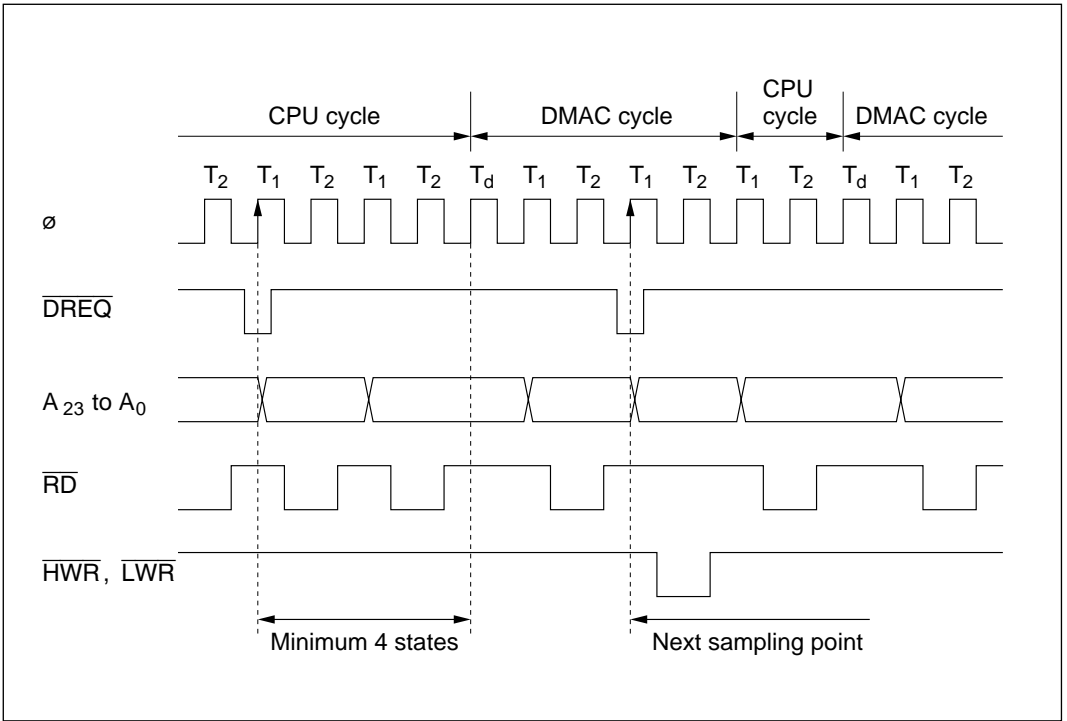 CPU cycle
DMAC cycle
CPU
cycle
DMAC cycle
T2 T1 T2 T1 T2 Td T1 T2 T1 T2 T1 T2 Td T1 T2
ø
DREQ
A23 to A0
RD
HWR, LWR
Minimum 4 states
Next sampling point